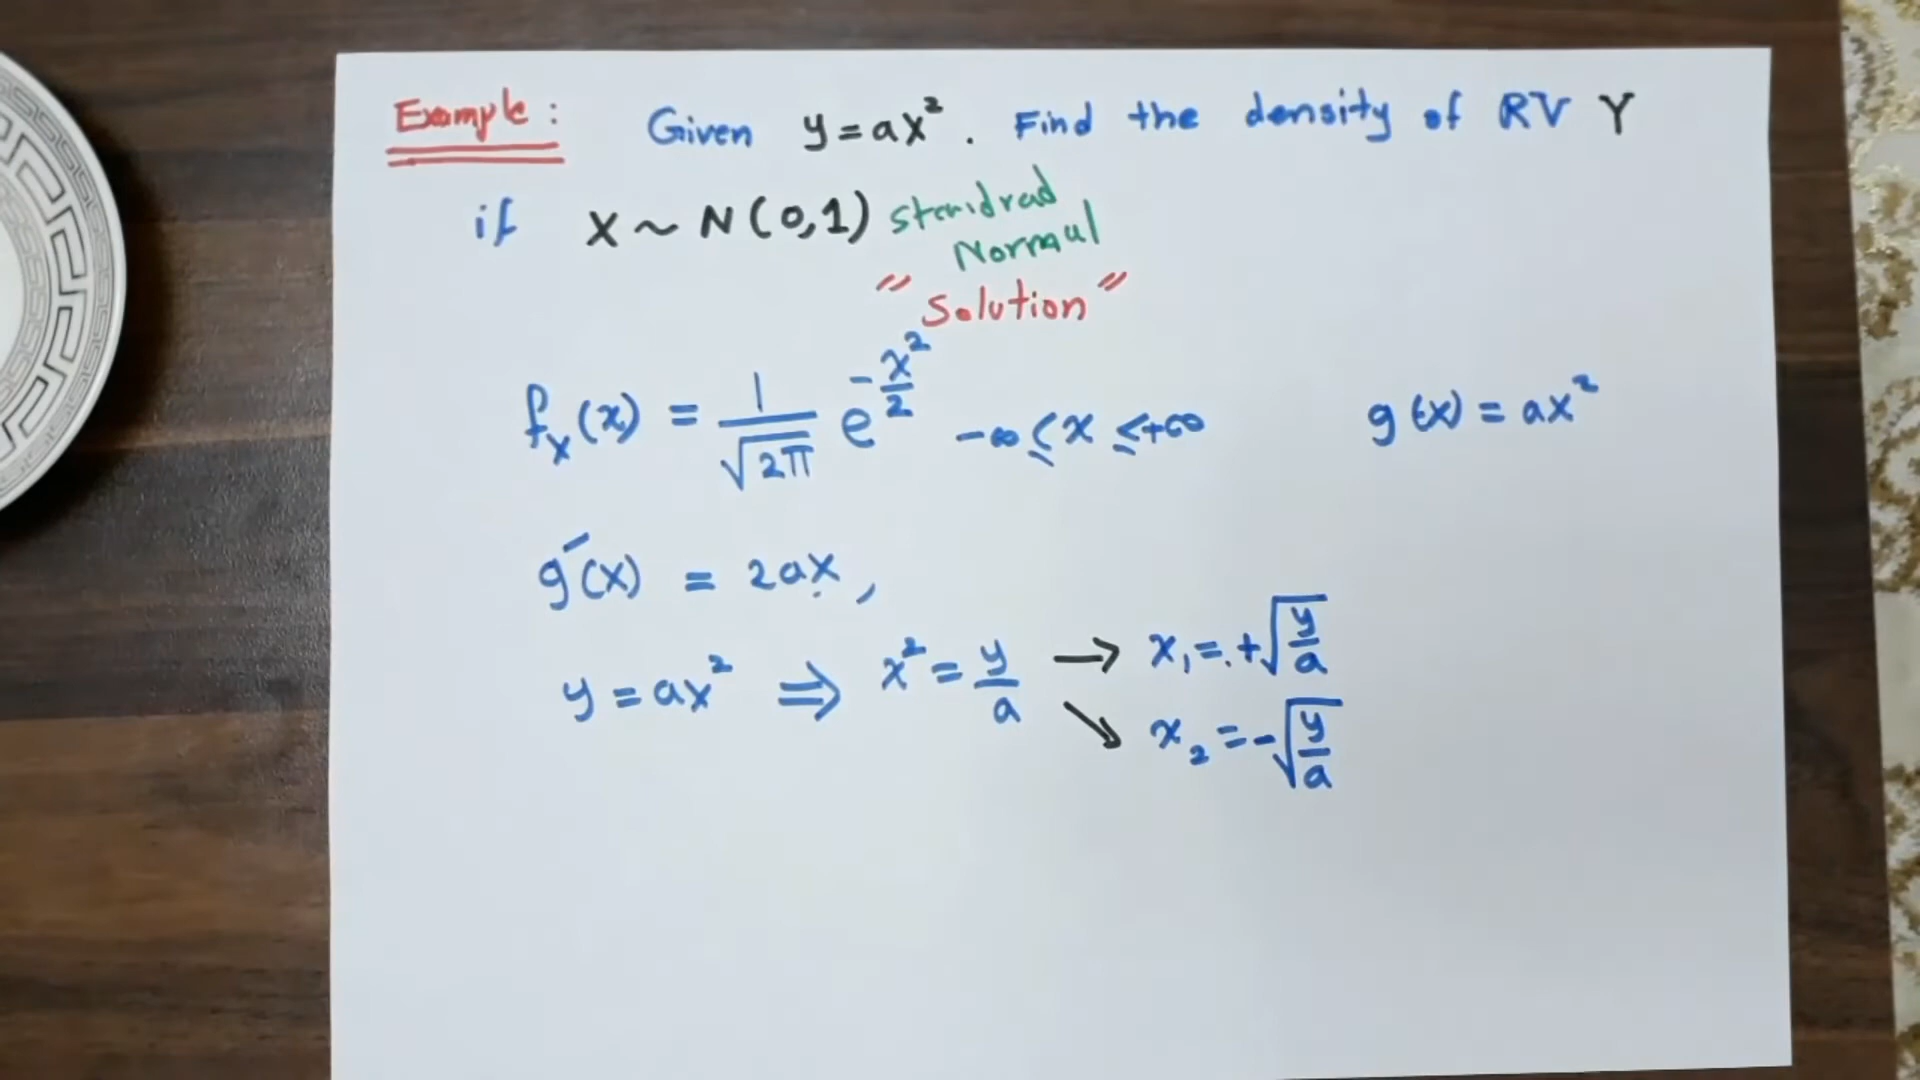 Example: Given y=ax². Find the density of RV Y
if X ~ N(0,1) standrad
Normal
"Solution"
fₓ(x) = 1/√2π e^-x²/2 -∞≤x≤+∞ g(x) = ax²
g'(x) = 2ax,
y=ax² ⇒ x²=y/a → x₁=+√y/a
↘ x₂=-√y/a